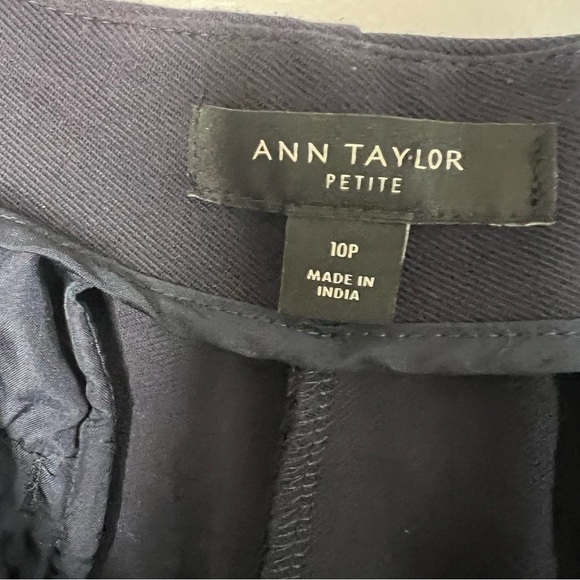 ANN TAYLOR
PETITE
10P
MADE IN
INDIA